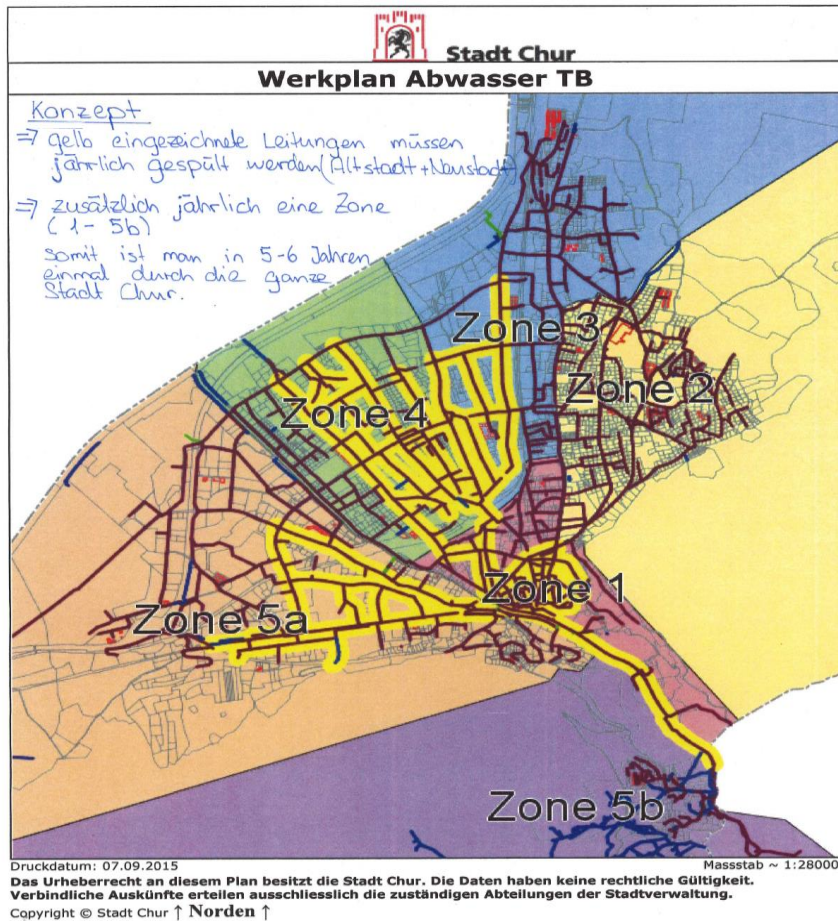 Stadt Chur
Werkplan Abwasser TB
Konzept
⇒ gelb eingezeichnete Leitungen müssen
jährlich gespült werden (Altstadt + Neustadt)
⇒ zusätzlich jährlich eine Zone
(1 - 5b)
somit ist man in 5-6 Jahren
einmal durch die ganze
Stadt Chur.
Zone 3
Zone 2
Zone 4
Zone 1
Zone 5a
Zone 5b
Druckdatum: 07.09.2015 Massstab ~ 1:28000
Das Urheberrecht an diesem Plan besitzt die Stadt Chur. Die Daten haben keine rechtliche Gültigkeit.
Verbindliche Auskünfte erteilen ausschliesslich die zuständigen Abteilungen der Stadtverwaltung.
Copyright © Stadt Chur ↑ Norden ↑